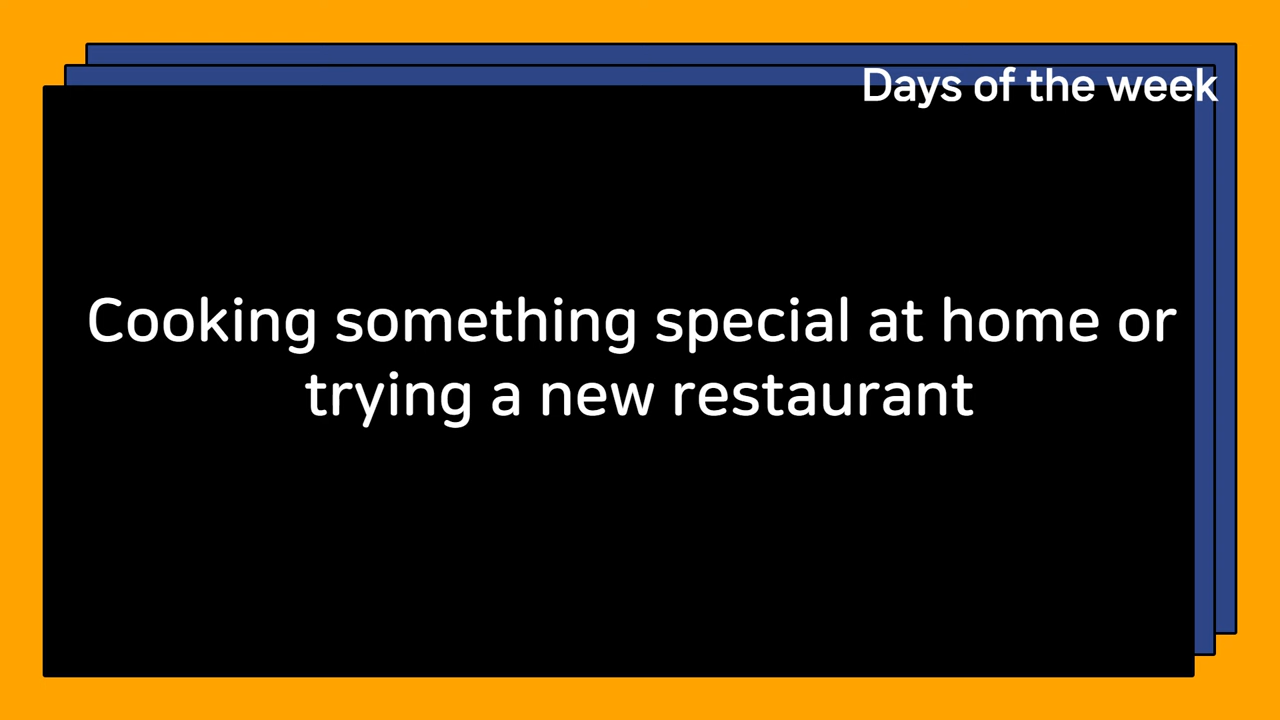 Days of the week
Cooking something special at home or
trying a new restaurant